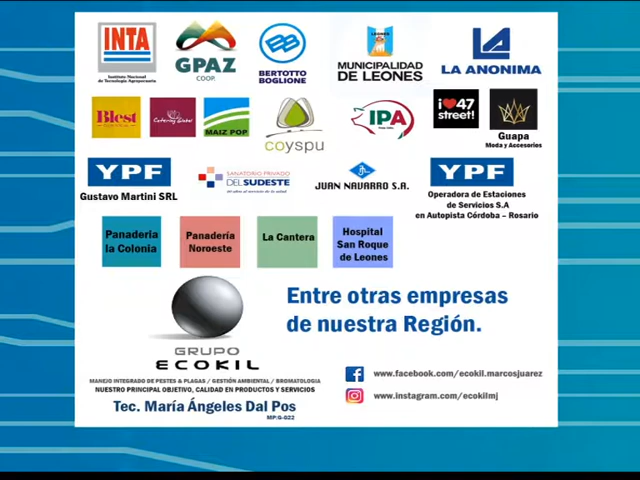 INTA
Instituto Nacional
de Tecnología Agropecuaria
GPAZ
COOP.
BERTOTTO
BOGLIONE
LEONES
MUNICIPALIDAD
DE LEONES
LA
LA ANONIMA
Blest
Catering Global
MAIZ POP
coyspu
IPA
i♥47
street!
Guapa
Moda y Accesorios
YPF
Gustavo Martini SRL
SANATORIO PRIVADO
DEL SUDESTE
JUAN NAVARRO S.A.
YPF
Operadora de Estaciones
de Servicios S.A
en Autopista Córdoba - Rosario
Panaderia
la Colonia
Panadería
Noroeste
La Cantera
Hospital
San Roque
de Leones
Entre otras empresas
de nuestra Región.
GRUPO
ECOKIL
MANEJO INTEGRADO DE PESTES & PLAGAS / GESTIÓN AMBIENTAL / BROMATOLOGIA
NUESTRO PRINCIPAL OBJETIVO, CALIDAD EN PRODUCTOS Y SERVICIOS
Tec. María Ángeles Dal Pos
MP:G-022
www.facebook.com/ecokil.marcosjuarez
www.instagram.com/ecokilmj